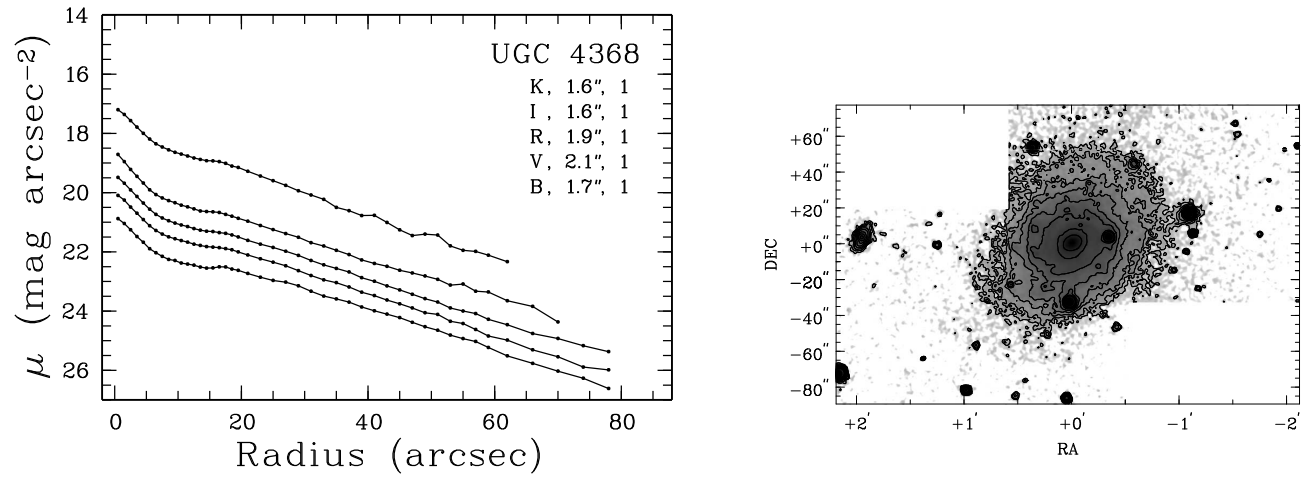 14
16
18
20
22
24
26
μ (mag arcsec−2)
UGC 4368
K, 1.6", 1
I, 1.6", 1
R, 1.9", 1
V, 2.1", 1
B, 1.7", 1
0 20 40 60 80
Radius (arcsec)
+60"
+40"
+20"
+0"
−20"
−40"
−60"
−80"
DEC
+2' +1' +0' −1' −2'
RA